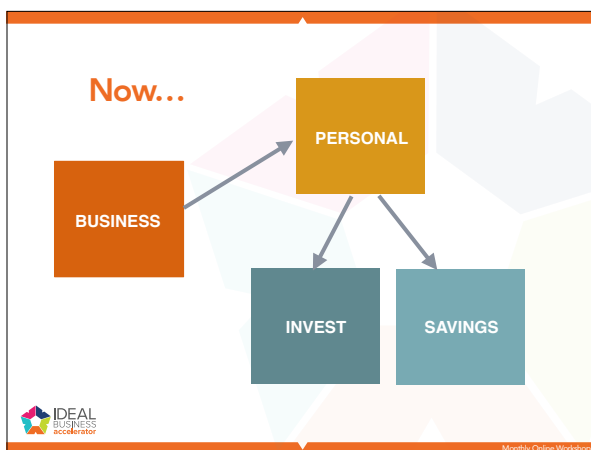 Now...
PERSONAL
BUSINESS
INVEST
SAVINGS
IDEAL
BUSINESS
accelerator
Monthly Online Workshop